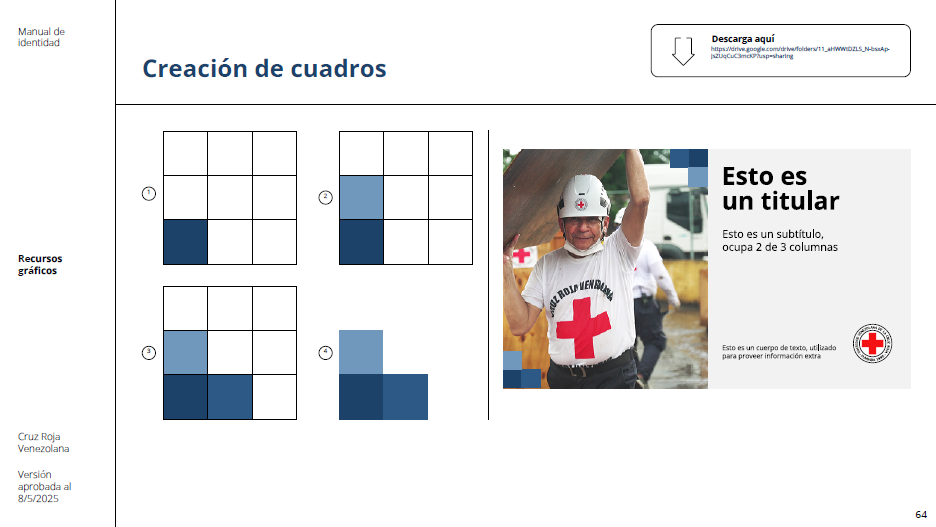 Manual de
identidad
Creación de cuadros
Descarga aquí
https://drive.google.com/drive/folders/11_aHWWtDZLS_N-bsxAp-
JsZUqCuC3mcKP?usp=sharing
1
2
3
4
Recursos
gráficos
CRUZ ROJA VENEZOLANA
Esto es
un titular
Esto es un subtítulo,
ocupa 2 de 3 columnas
Esto es un cuerpo de texto, utilizado
para proveer información extra
Cruz Roja
Venezolana
Versión
aprobada al
8/5/2025
64